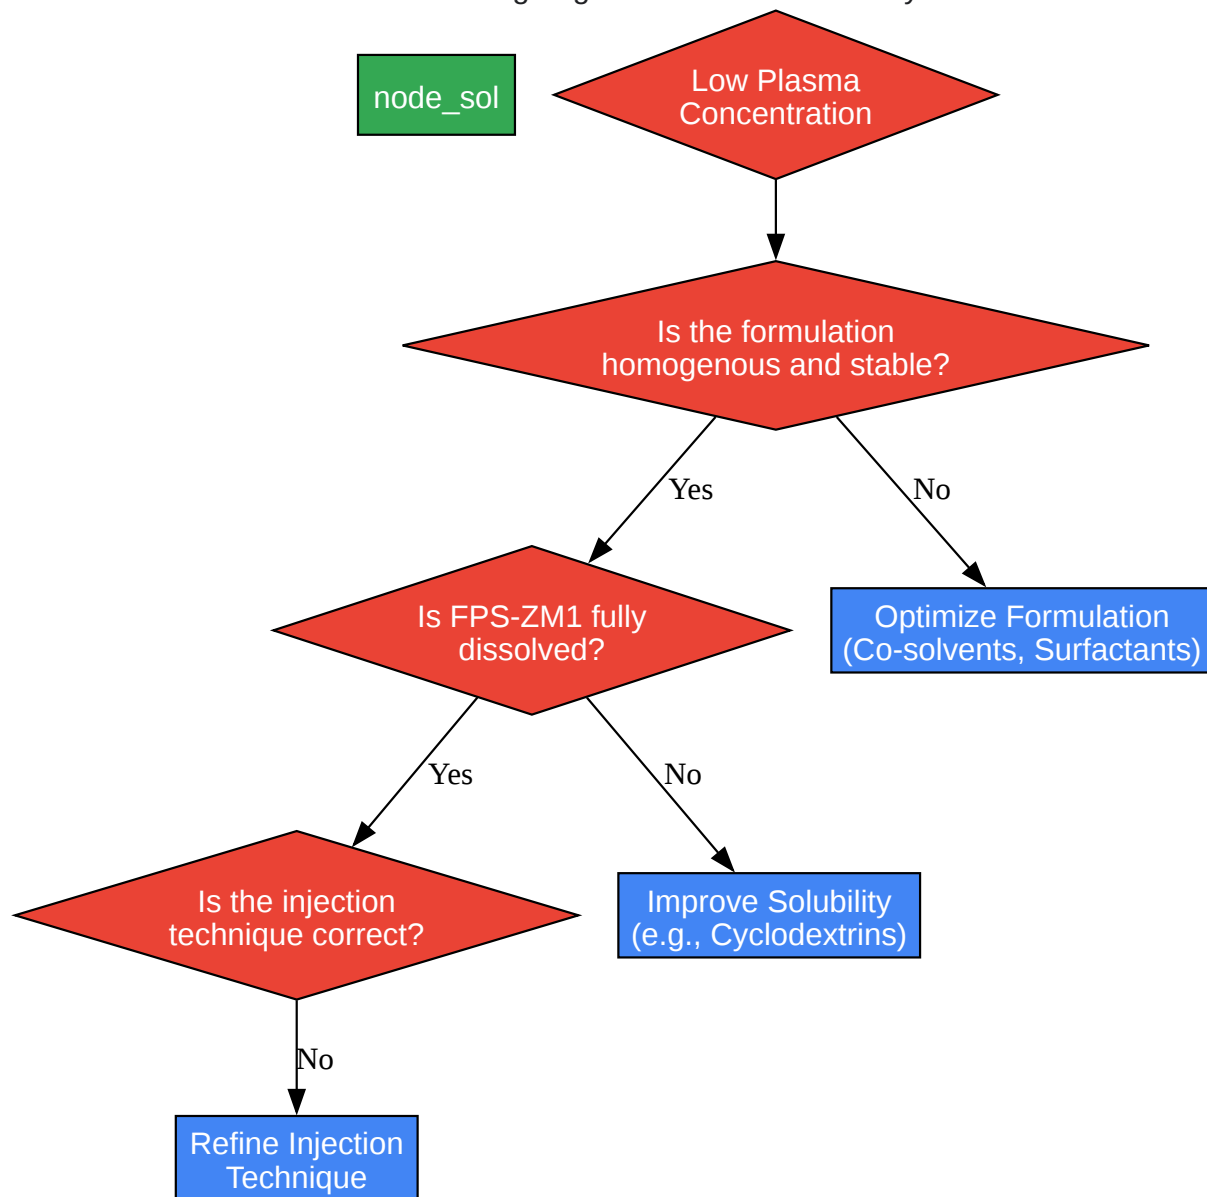 node_sol
Low Plasma
Concentration
Is the formulation
homogenous and stable?
Yes
No
Is FPS-ZM1 fully
dissolved?
Optimize Formulation
(Co-solvents, Surfactants)
Yes
No
Is the injection
technique correct?
Improve Solubility
(e.g., Cyclodextrins)
No
Refine Injection
Technique